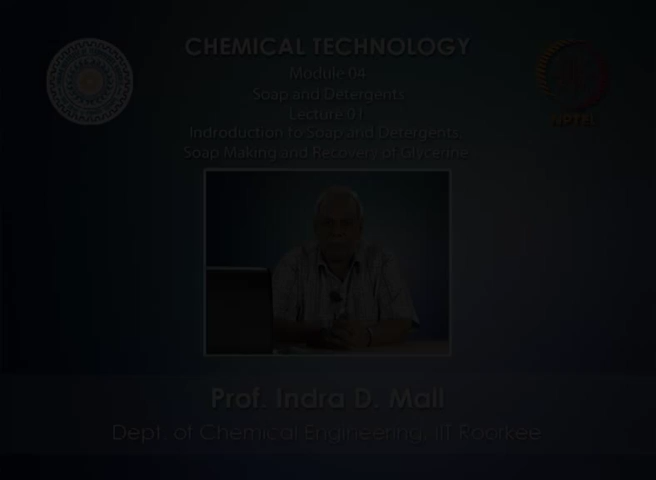 CHEMICAL TECHNOLOGY
Module 04
Soap and Detergents
Lecture 01
Indroduction to Soap and Detergents,
Soap Making and Recovery of Glycerine
NPTEL
Prof. Indra D. Mall
Dept. of Chemical Engineering, IIT Roorkee